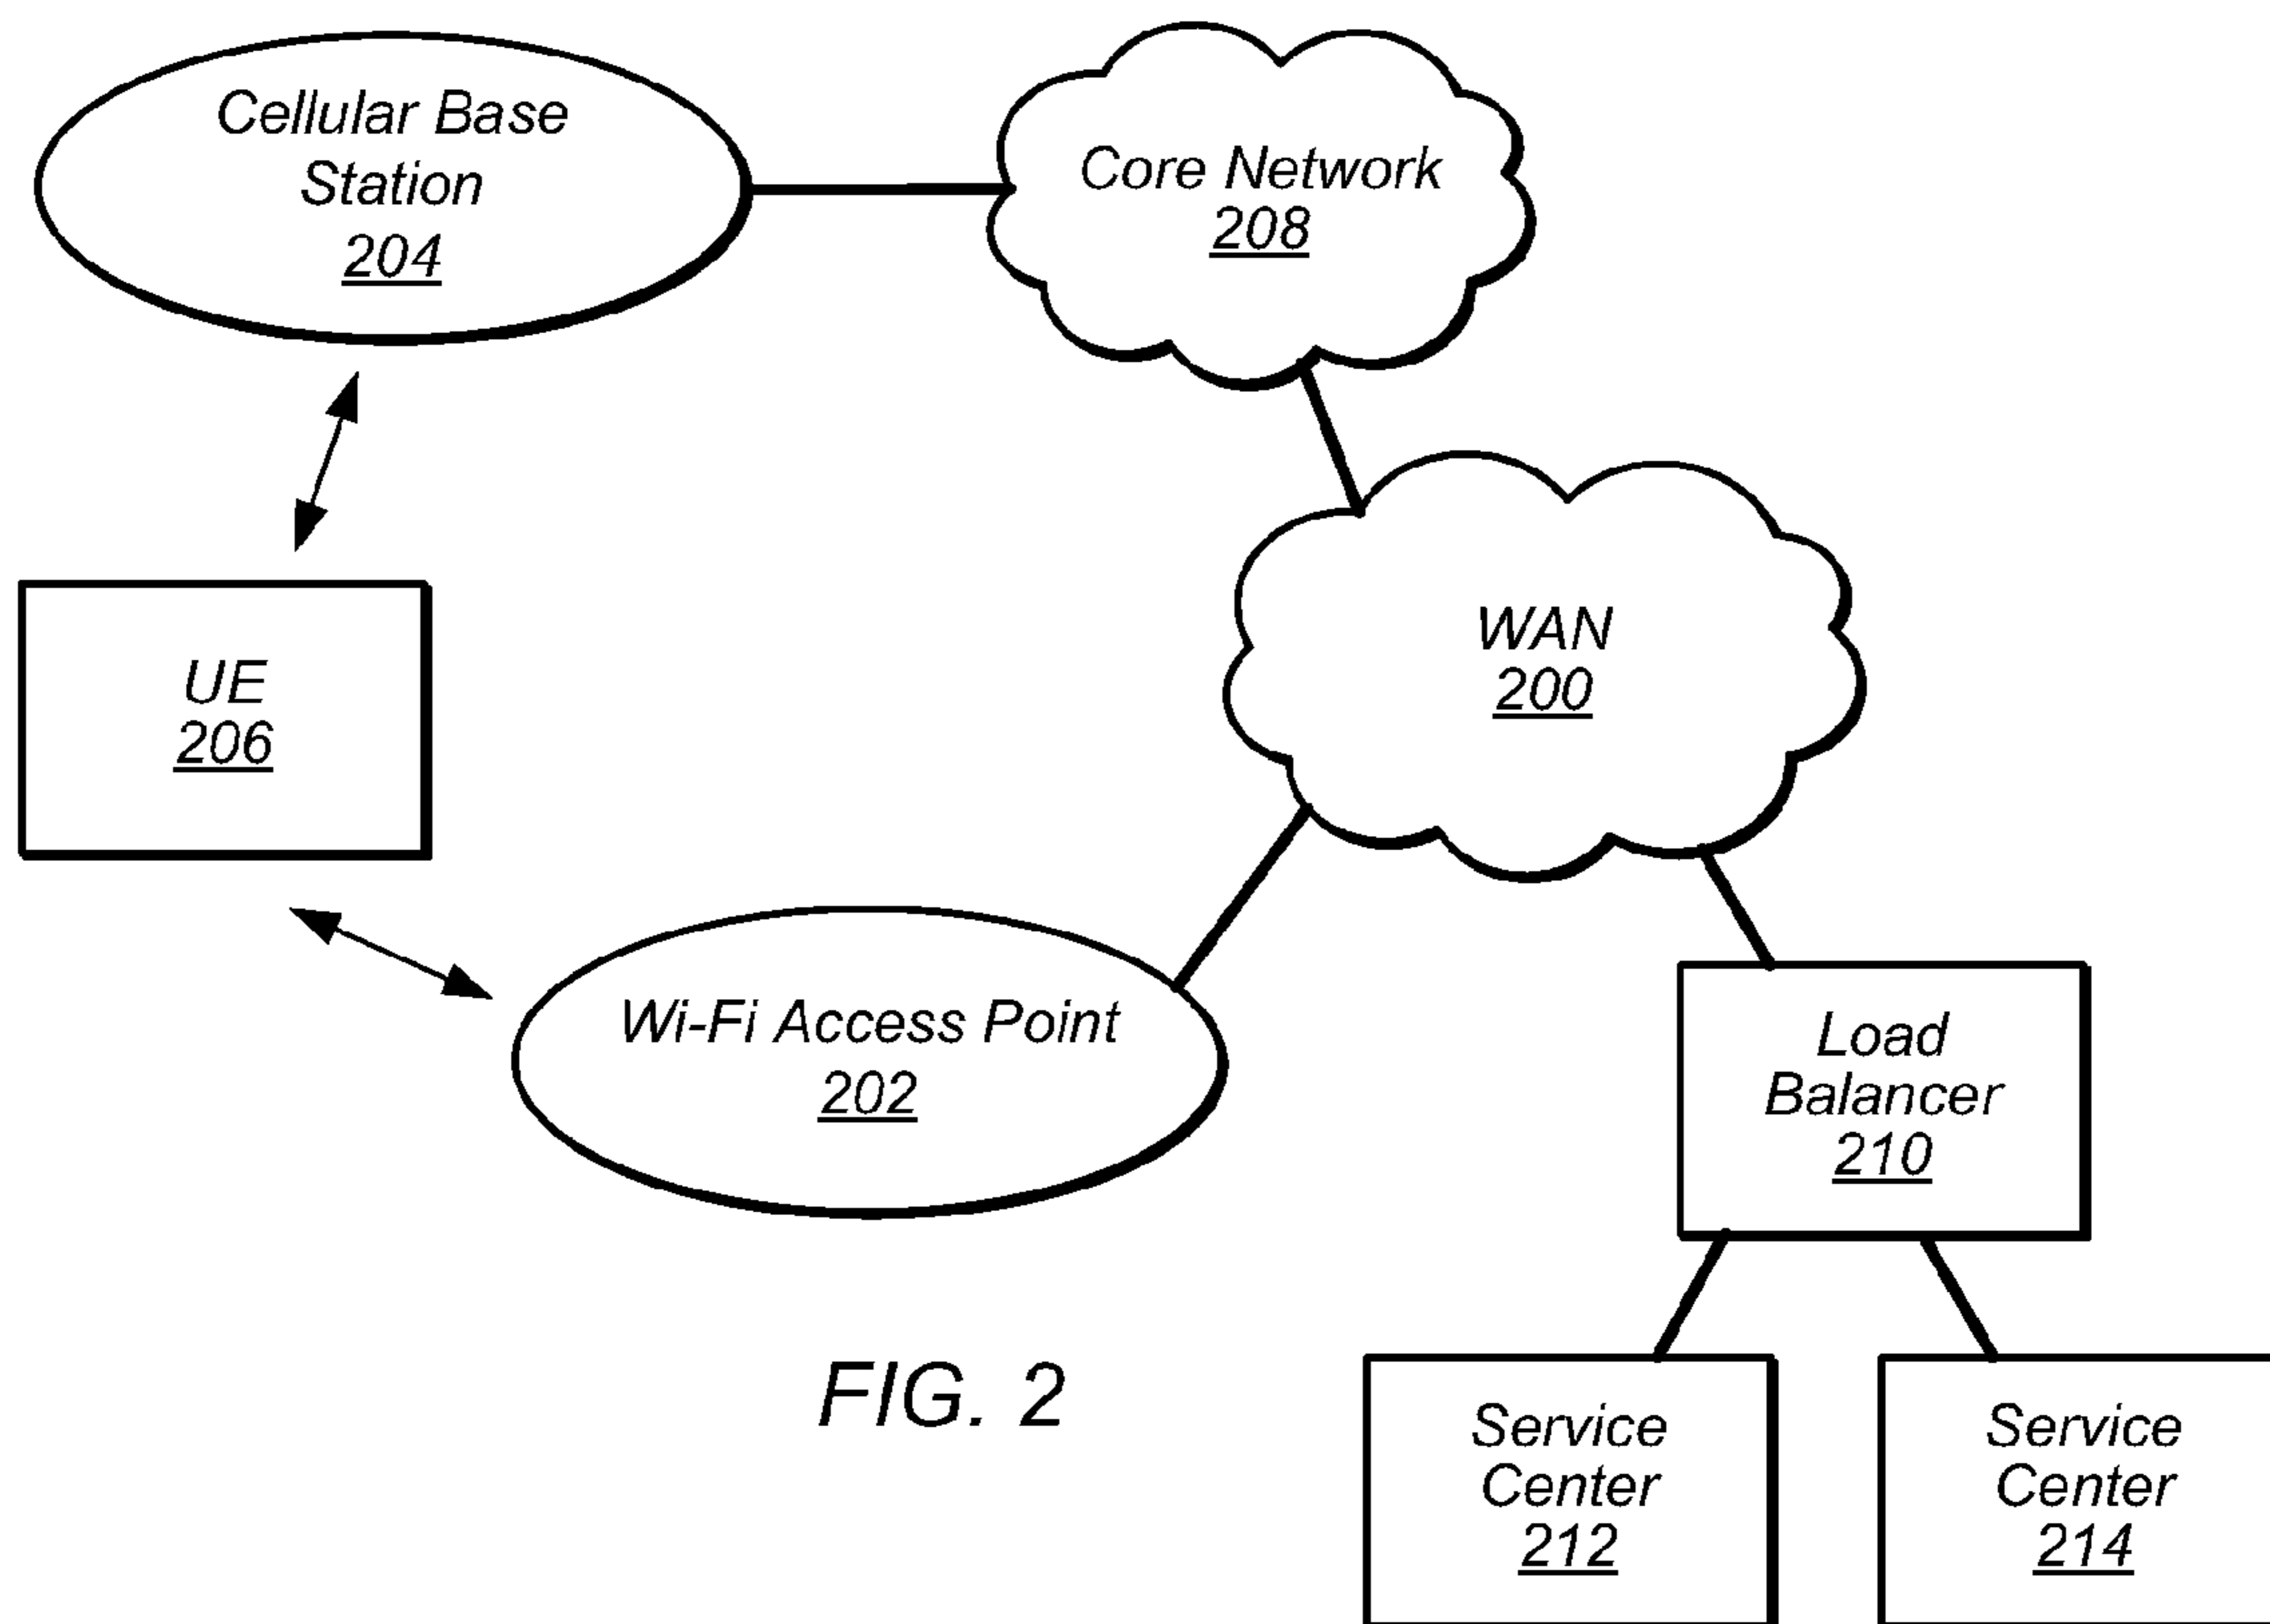 Cellular Base
Station
204
Core Network
208
UE
206
WAN
200
Wi-Fi Access Point
202
Load
Balancer
210
FIG. 2
Service
Center
212
Service
Center
214